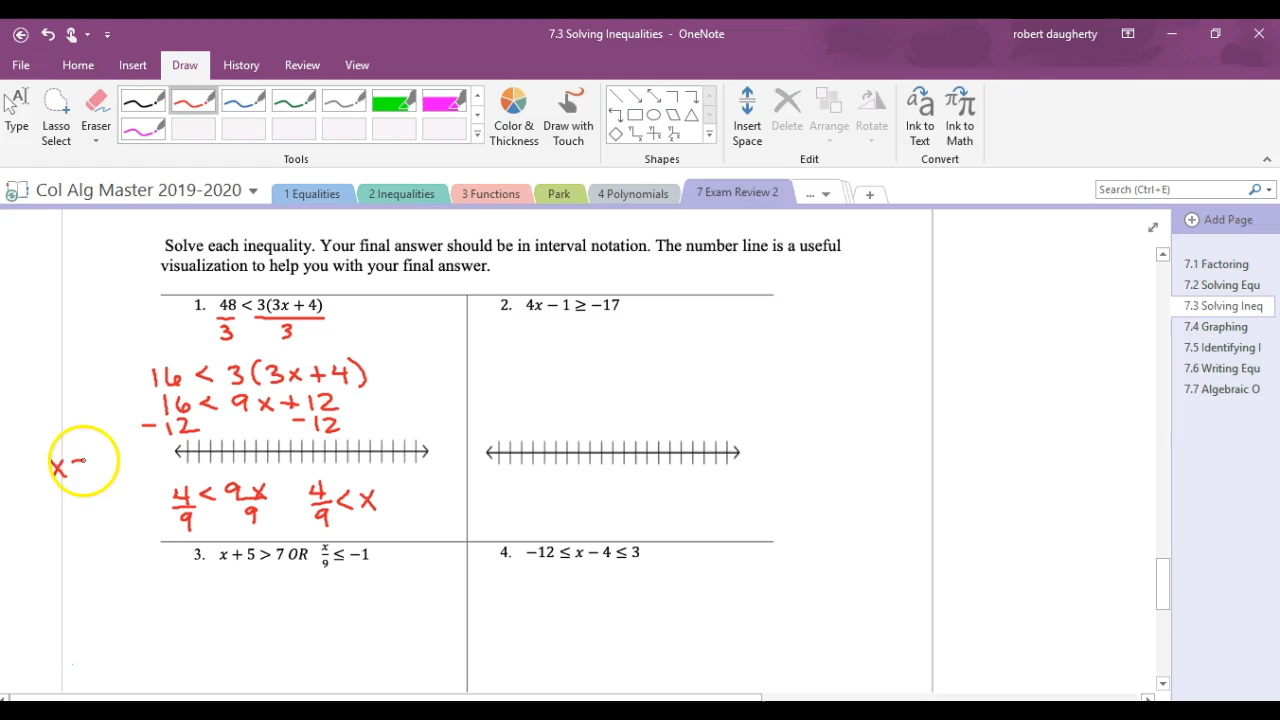 7.3 Solving Inequalities - OneNote
robert daugherty
File Home Insert Draw History Review View
Type
Lasso Select
Eraser
Color & Thickness
Draw with Touch
Insert Space
Delete
Arrange
Rotate
Ink to Text
Ink to Math
Tools
Shapes
Edit
Convert
Col Alg Master 2019-2020
1 Equalities
2 Inequalities
3 Functions
Park
4 Polynomials
7 Exam Review 2
...
Search (Ctrl+E)
Add Page
7.1 Factoring
7.2 Solving Equ
7.3 Solving Ineq
7.4 Graphing
7.5 Identifying I
7.6 Writing Equ
7.7 Algebraic O
Solve each inequality. Your final answer should be in interval notation. The number line is a useful
visualization to help you with your final answer.
1. 48 < 3(3x + 4)
3 3
16 < 3(3x+4)
16 < 9x+12
-12 -12
x -
4/9 < 9x/9 4/9 < x
2. 4x − 1 ≥ −17
3. x + 5 > 7 OR x/9 ≤ −1
4. −12 ≤ x − 4 ≤ 3